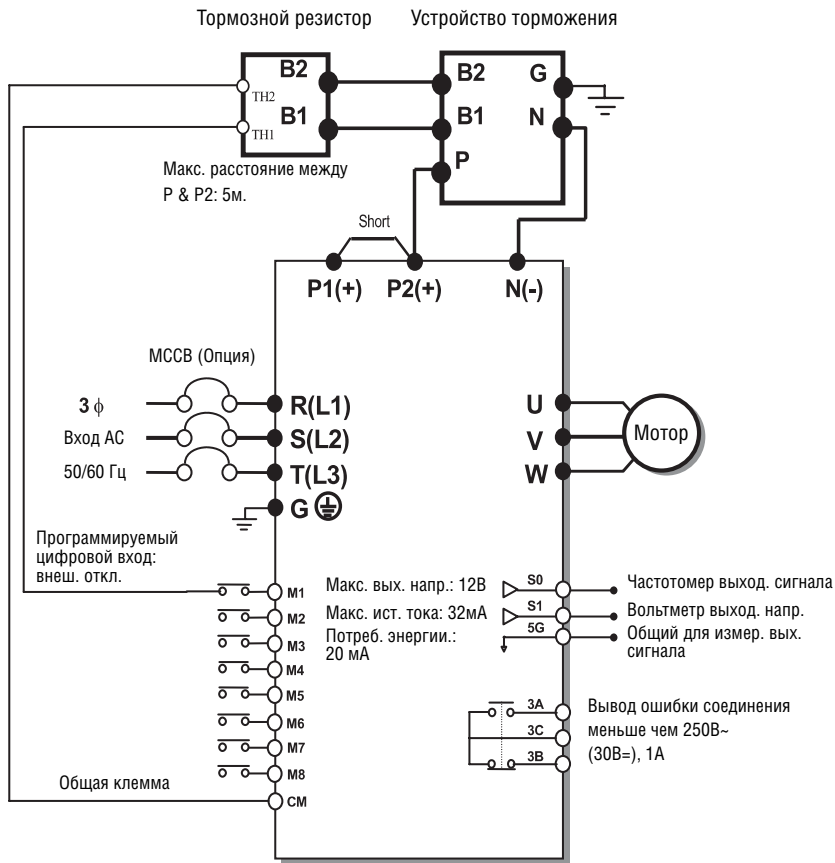 Тормозной резистор
Устройство торможения
B2
TH2
B1
TH1
B2
G
B1
N
P
Макс. расстояние между
P & P2: 5м.
Short
P1(+)
P2(+)
N(-)
МССВ (Опция)
3 ϕ
Вход АС
50/60 Гц
R(L1)
S(L2)
T(L3)
G
U
V
W
Мотор
Программируемый
цифровой вход:
внеш. откл.
M1
M2
M3
M4
M5
M6
M7
M8
CM
Общая клемма
Макс. вых. напр.: 12В
Макс. ист. тока: 32мА
Потреб. энергии.:
20 мА
S0
S1
5G
Частотомер выход. сигнала
Вольтметр выход. напр.
Общий для измер. вых.
сигнала
3A
3C
3B
Вывод ошибки соединения
меньше чем 250В~
(30В=), 1А